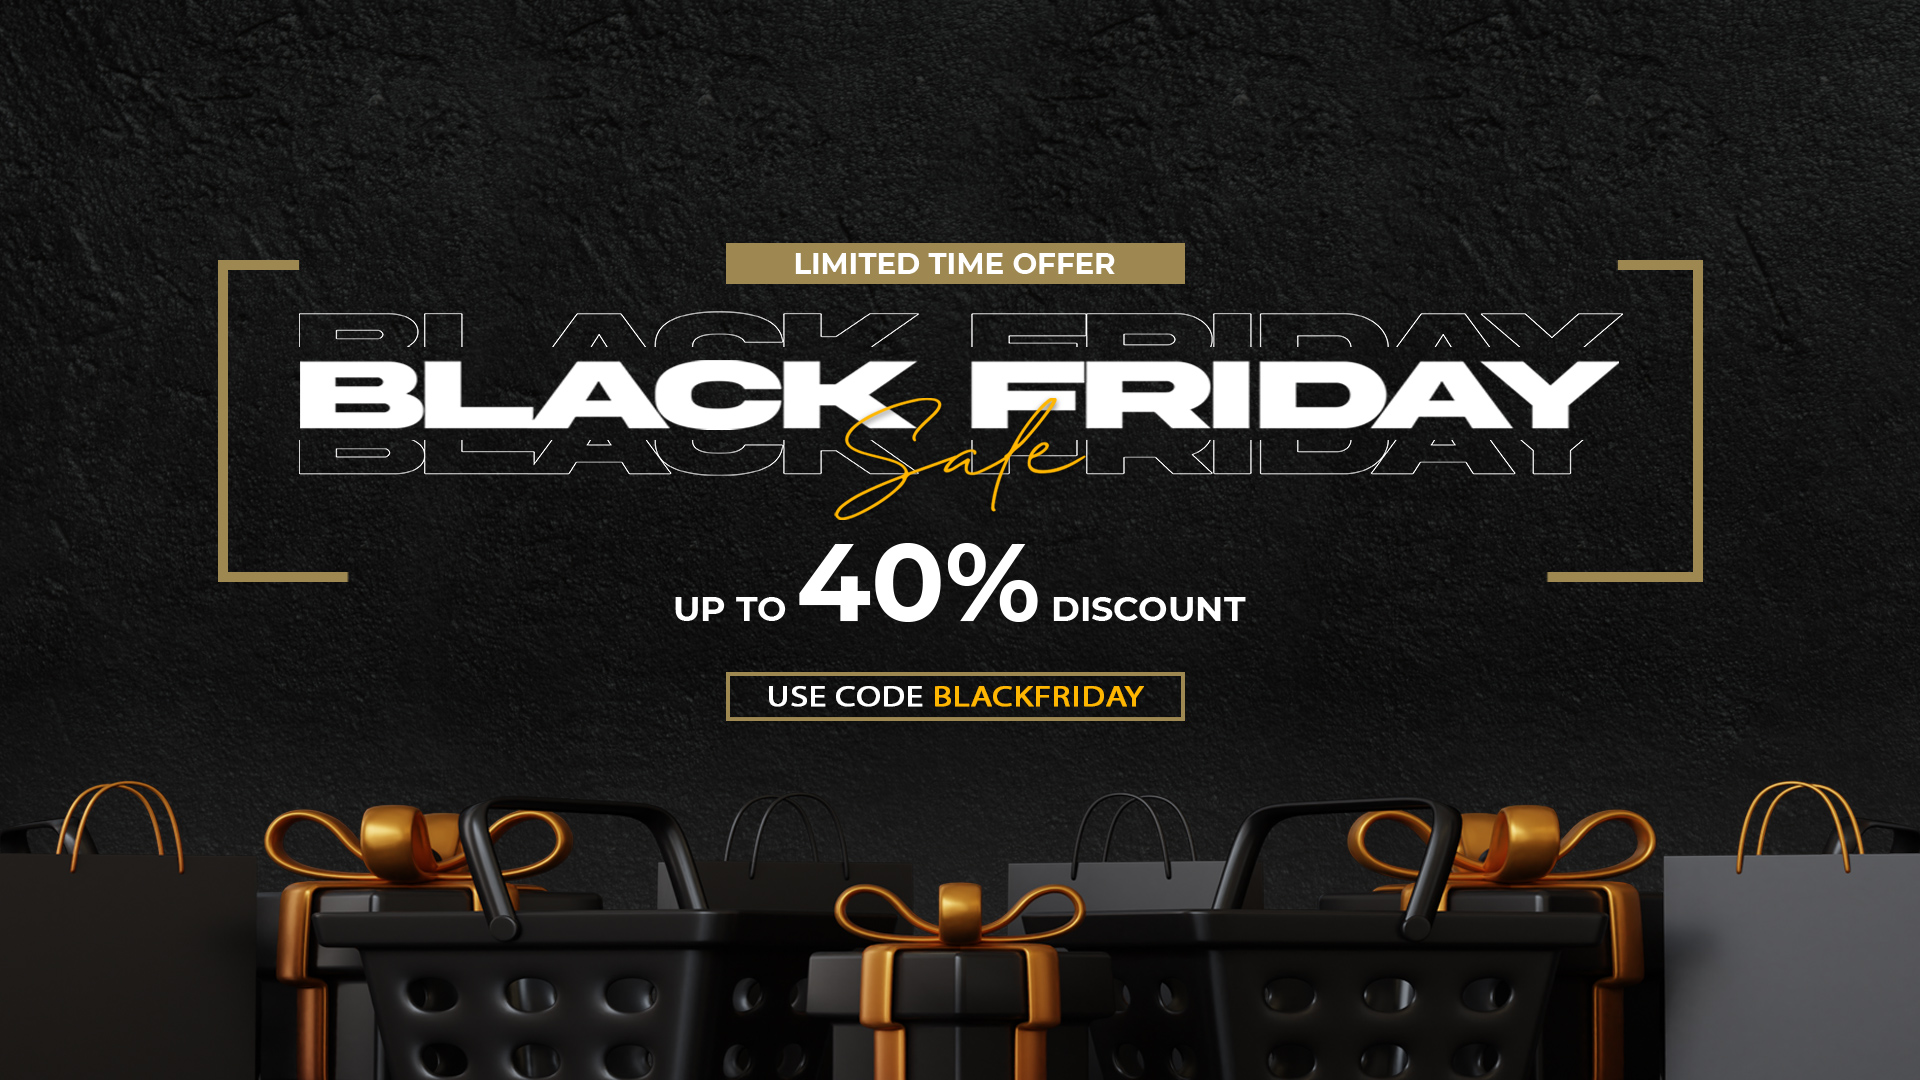 LIMITED TIME OFFER
BLACK FRIDAY
BLACK FRIDAY
BLACK FRIDAY
Sale
UP TO 40% DISCOUNT
USE CODE BLACKFRIDAY